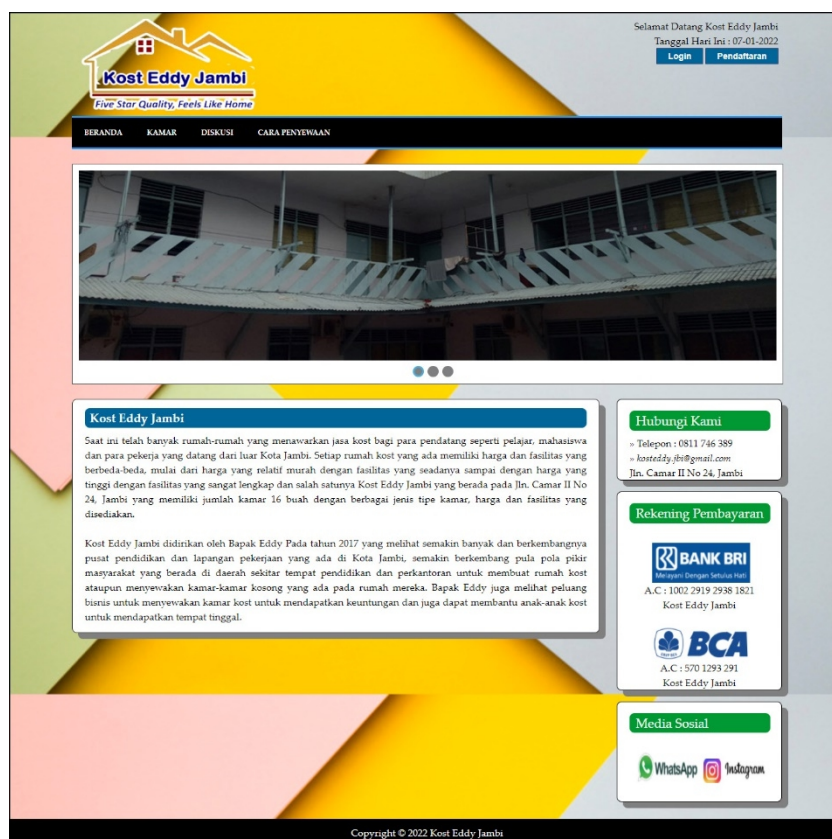 Kost Eddy Jambi
Five Star Quality, Feels Like Home
Selamat Datang Kost Eddy Jambi
Tanggal Hari Ini : 07-01-2022
Login Pendaftaran
BERANDA KAMAR DISKUSI CARA PENYEWAAN
Kost Eddy Jambi
Saat ini telah banyak rumah-rumah yang menawarkan jasa kost bagi para pendatang seperti pelajar, mahasiswa
dan para pekerja yang datang dari luar Kota Jambi. Setiap rumah kost yang ada memiliki harga dan fasilitas yang
berbeda-beda, mulai dari harga yang relatif murah dengan fasilitas yang seadanya sampai dengan harga yang
tinggi dengan fasilitas yang sangat lengkap dan salah satunya Kost Eddy Jambi yang berada pada Jln. Camar II No
24, Jambi yang memiliki jumlah kamar 16 buah dengan berbagai jenis tipe kamar, harga dan fasilitas yang
disediakan.
Kost Eddy Jambi didirikan oleh Bapak Eddy Pada tahun 2017 yang melihat semakin banyak dan berkembangnya
pusat pendidikan dan lapangan pekerjaan yang ada di Kota Jambi, semakin berkembang pula pola pikir
masyarakat yang berada di daerah sekitar tempat pendidikan dan perkantoran untuk membuat rumah kost
ataupun menyewakan kamar-kamar kosong yang ada pada rumah mereka. Bapak Eddy juga melihat peluang
bisnis untuk menyewakan kamar kost untuk mendapatkan keuntungan dan juga dapat membantu anak-anak kost
untuk mendapatkan tempat tinggal.
Hubungi Kami
» Telepon : 0811 746 389
» kosteddy.jbi@gmail.com
Jln. Camar II No 24, Jambi
Rekening Pembayaran
BANK BRI
Melayani Dengan Setulus Hati
A.C : 1002 2919 2938 1821
Kost Eddy Jambi
BCA
A.C : 570 1293 291
Kost Eddy Jambi
Media Sosial
WhatsApp Instagram
Copyright © 2022 Kost Eddy Jambi